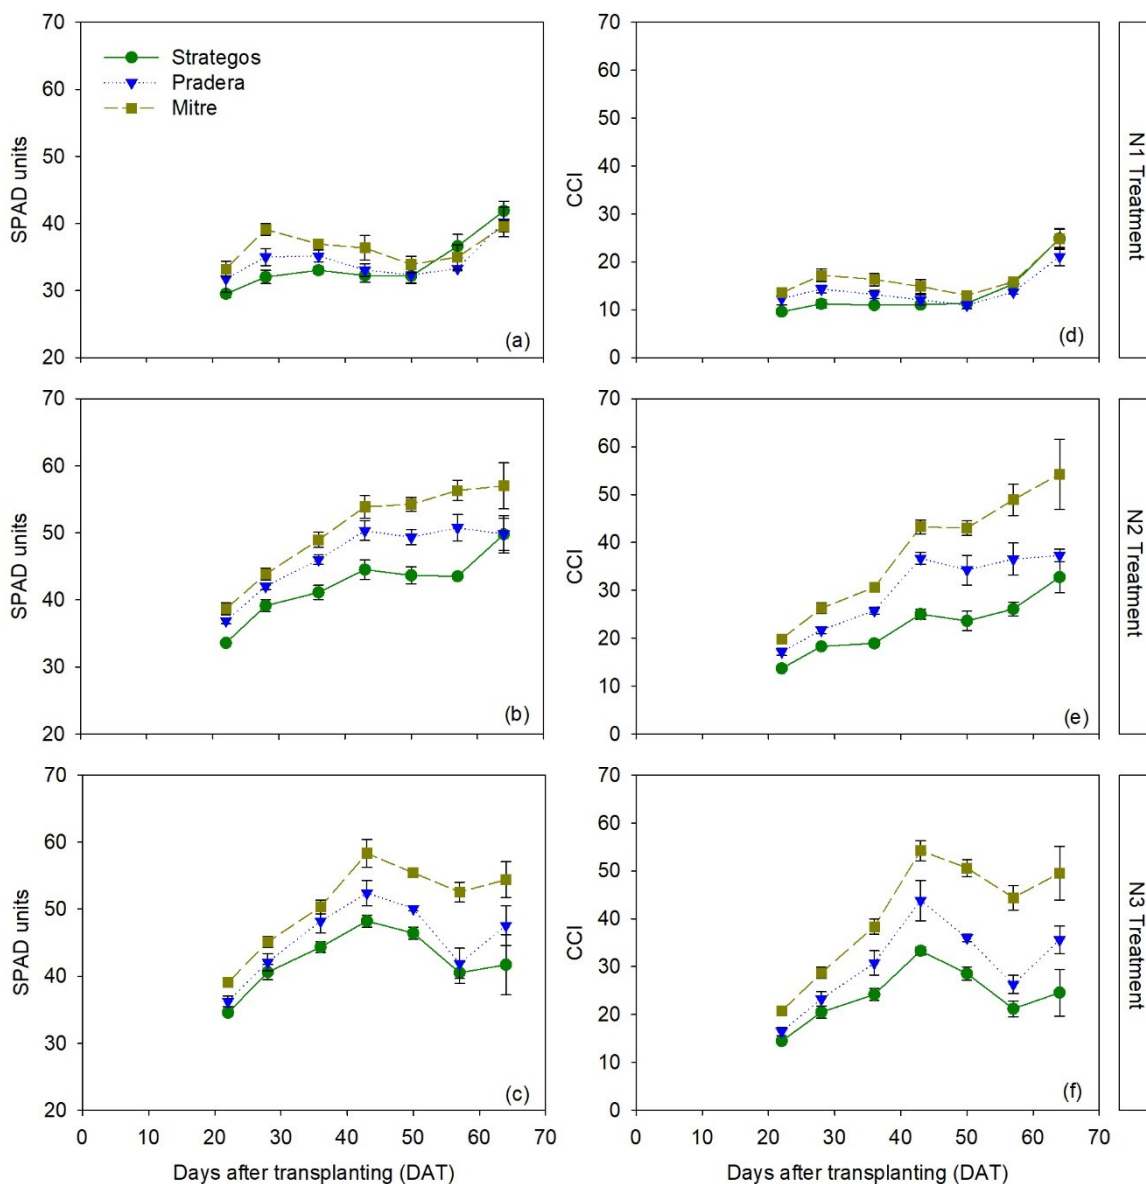 70
60
50
40
30
20
SPAD units
Strategos
Pradera
Mitre
(a)
70
60
50
40
30
20
10
0
CCI
(d)
N1 Treatment
70
60
50
40
30
20
SPAD units
(b)
70
60
50
40
30
20
10
0
CCI
(e)
N2 Treatment
70
60
50
40
30
20
SPAD units
(c)
0 10 20 30 40 50 60 70
Days after transplanting (DAT)
70
60
50
40
30
20
10
0
CCI
(f)
0 10 20 30 40 50 60 70
Days after transplanting (DAT)
N3 Treatment